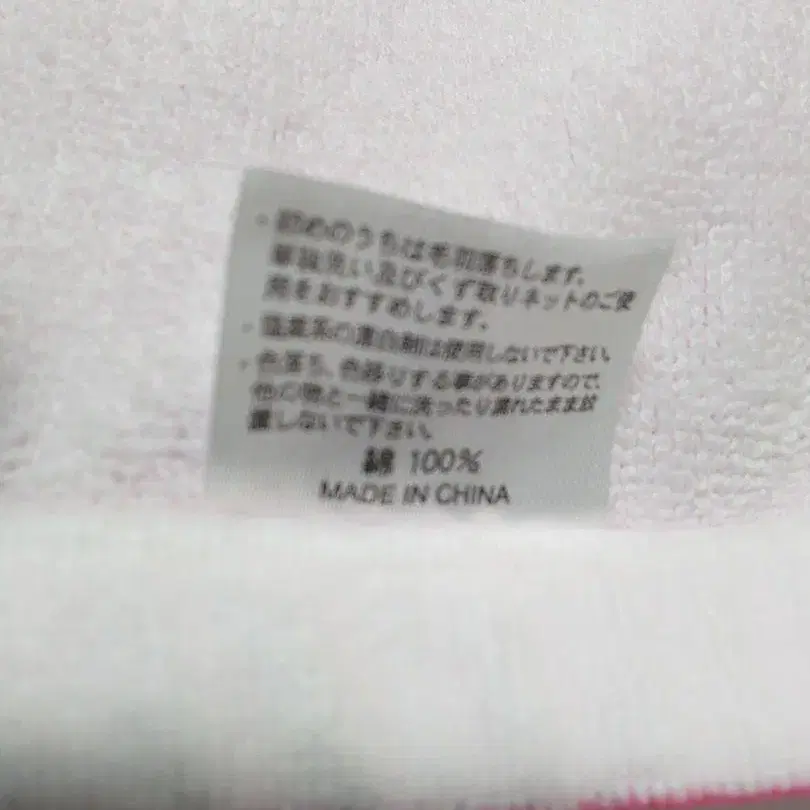 ・初めのうちは毛羽落ちします。
単独洗い及びくず取りネットのご使
用をおすすめします。
・塩素系の漂白剤は使用しないで下さい。
・色落ち、色移りする事がありますので、
他の物と一緒に洗ったり濡れたまま放
置しないで下さい。
綿 100%
MADE IN CHINA